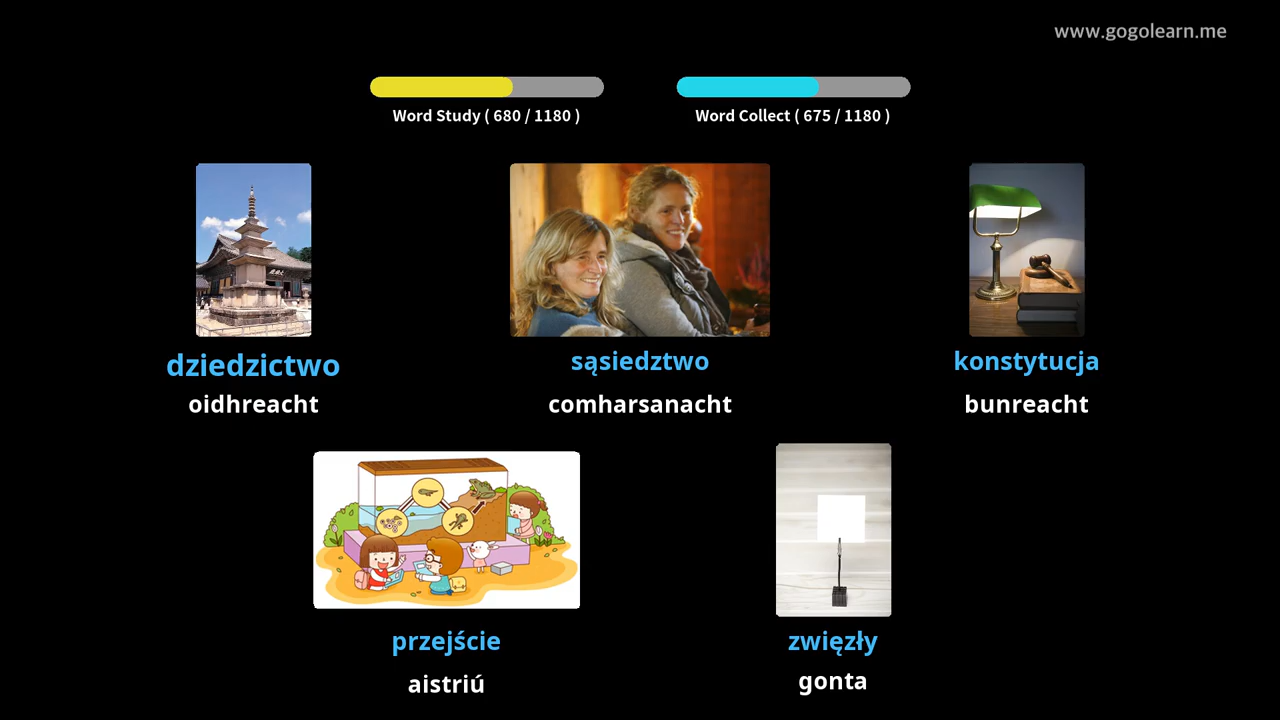 www.gogolearn.me
Word Study ( 680 / 1180 )
Word Collect ( 675 / 1180 )
dziedzictwo
oidhreacht
sąsiedztwo
comharsanacht
konstytucja
bunreacht
przejście
aistriú
zwięzły
gonta